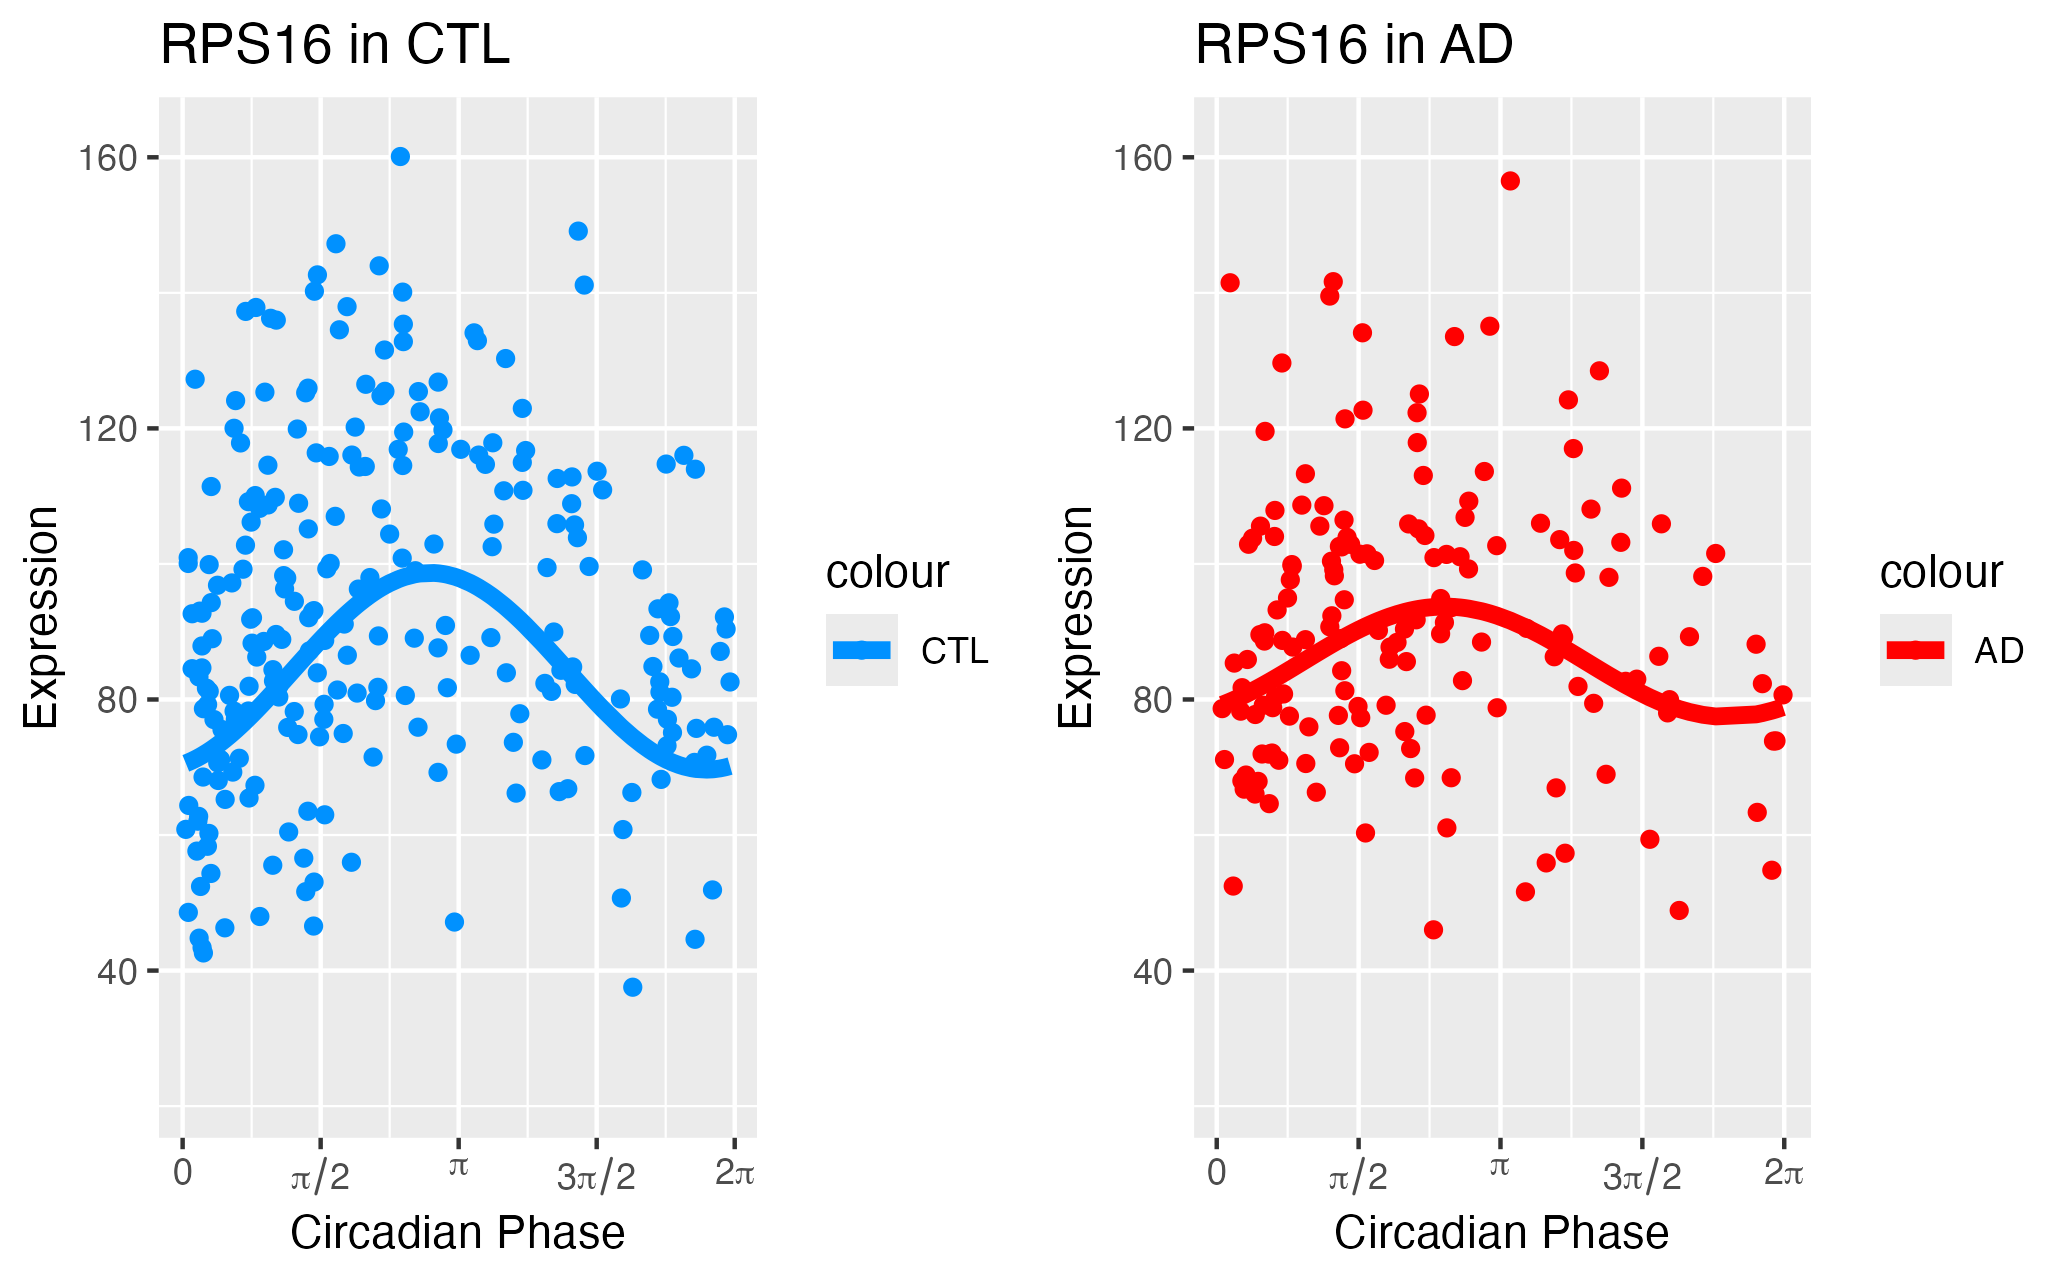 RPS16 in CTL
160
120
80
40
Expression
0 π/2 π 3π/2 2π
Circadian Phase
colour
CTL
RPS16 in AD
160
120
80
40
Expression
0 π/2 π 3π/2 2π
Circadian Phase
colour
AD